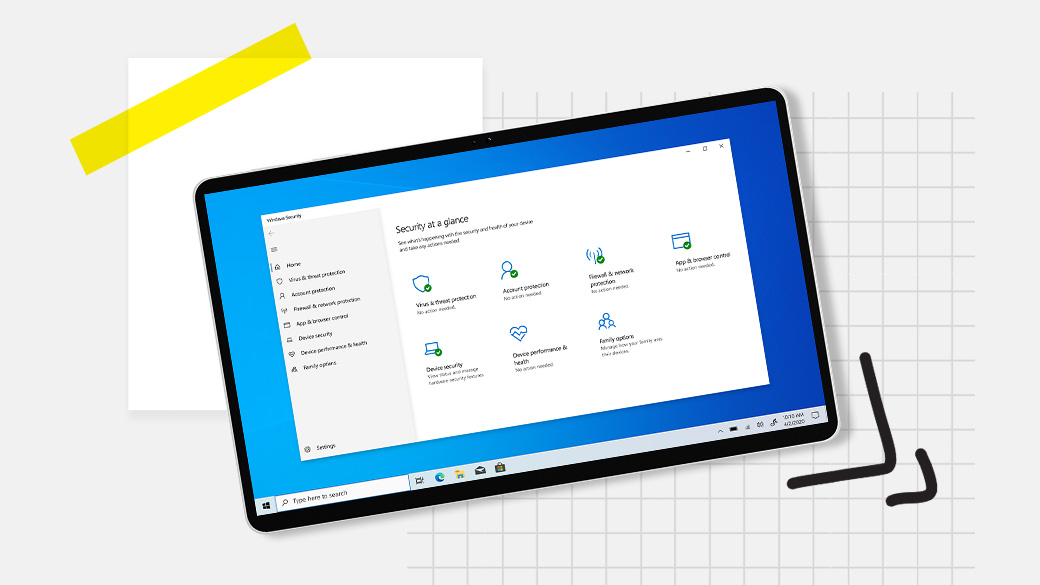 Windows Security
Home
Virus & threat protection
Account protection
Firewall & network protection
App & browser control
Device security
Device performance & health
Family options
Settings
Security at a glance
See what's happening with the security and health of your device
and take any actions needed.
Virus & threat protection
No action needed.
Account protection
No action needed.
Firewall & network
protection
No action needed.
App & browser control
No action needed.
Device security
View status and manage
hardware security features
Device performance &
health
No action needed.
Family options
Manage how your family uses
their devices.
Type here to search
10:10 AM
4/2/2020